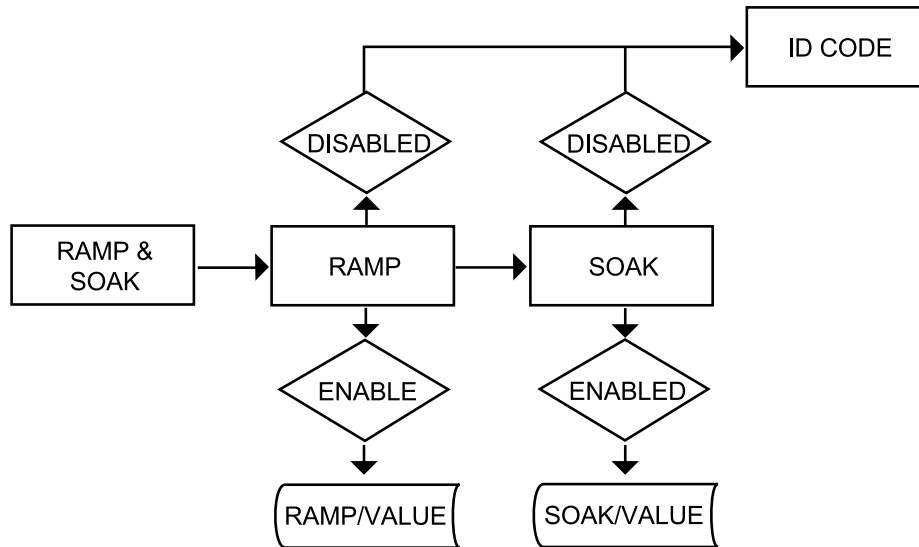 ID CODE
DISABLED
DISABLED
RAMP &
SOAK
RAMP
SOAK
ENABLE
ENABLED
RAMP/VALUE
SOAK/VALUE